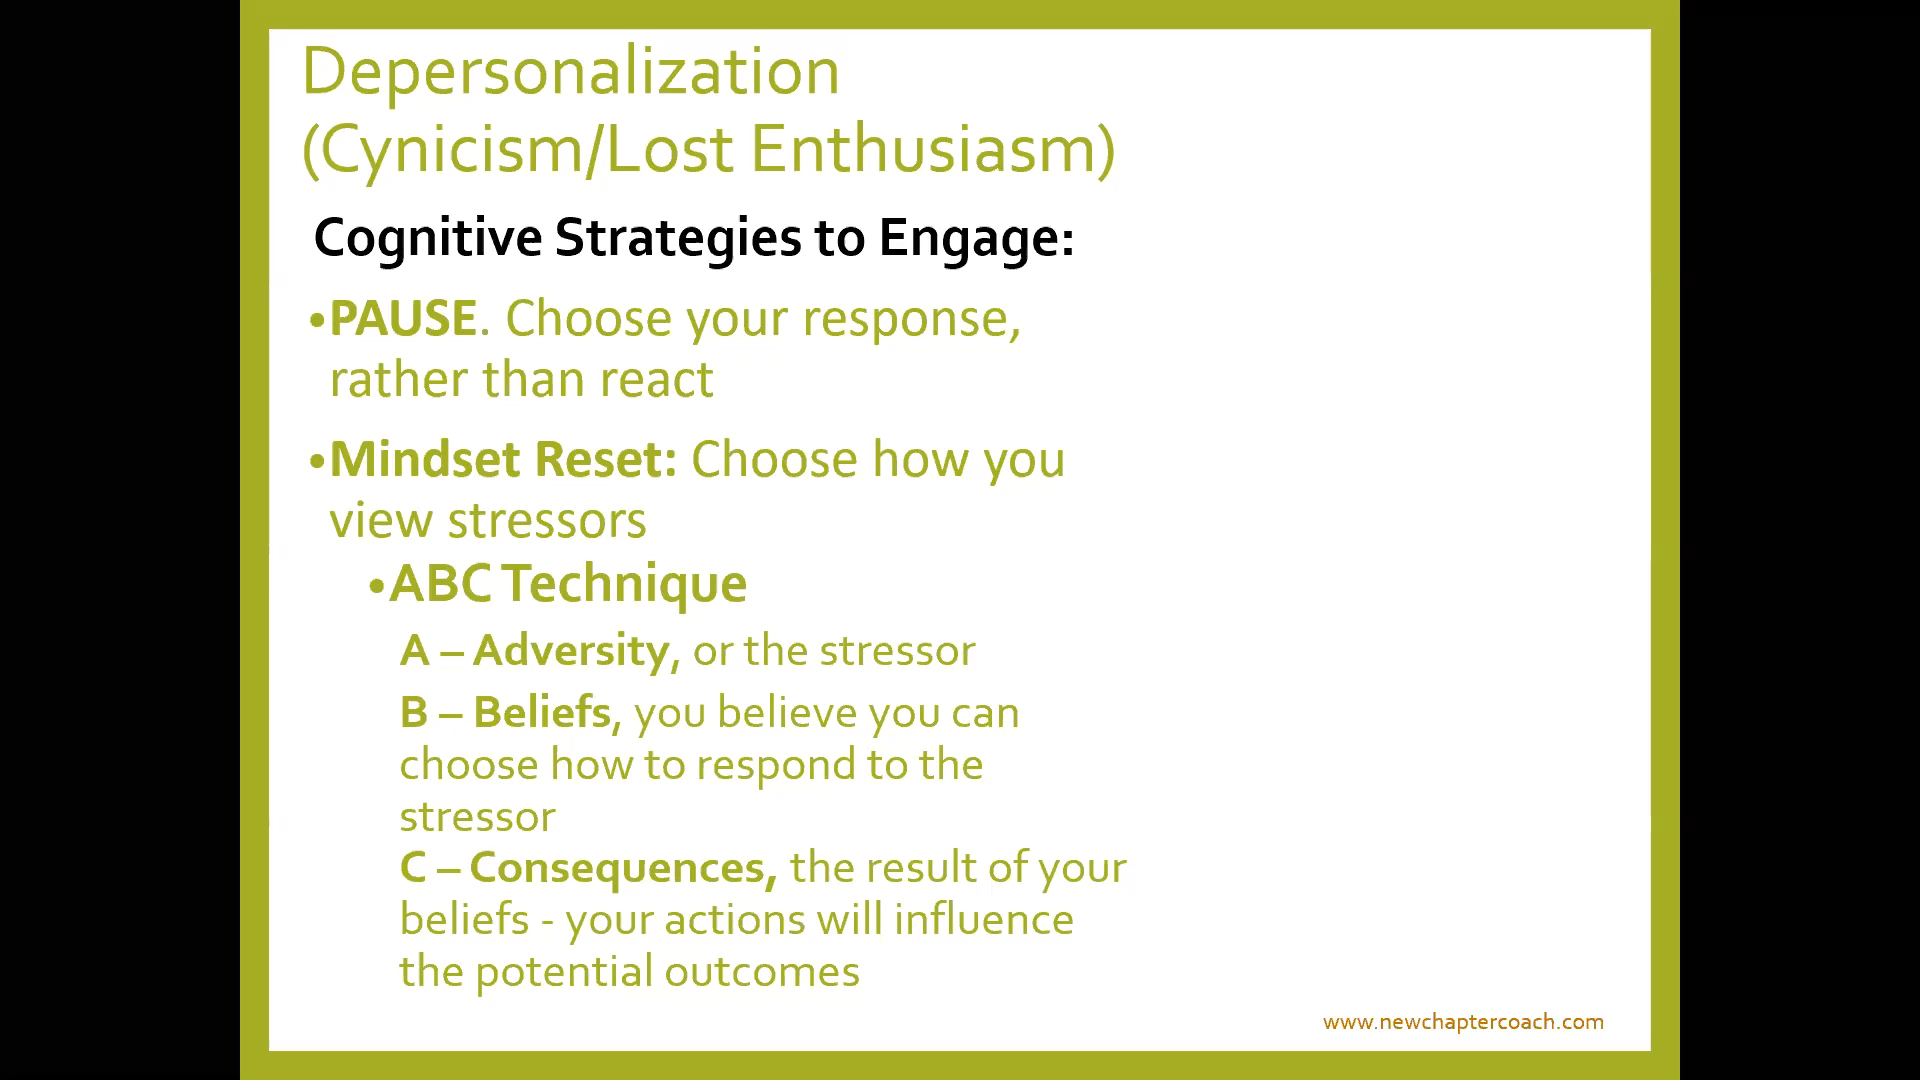 Depersonalization
(Cynicism/Lost Enthusiasm)
Cognitive Strategies to Engage:
•PAUSE. Choose your response,
rather than react
•Mindset Reset: Choose how you
view stressors
•ABC Technique
A – Adversity, or the stressor
B – Beliefs, you believe you can
choose how to respond to the
stressor
C – Consequences, the result of your
beliefs - your actions will influence
the potential outcomes
www.newchaptercoach.com